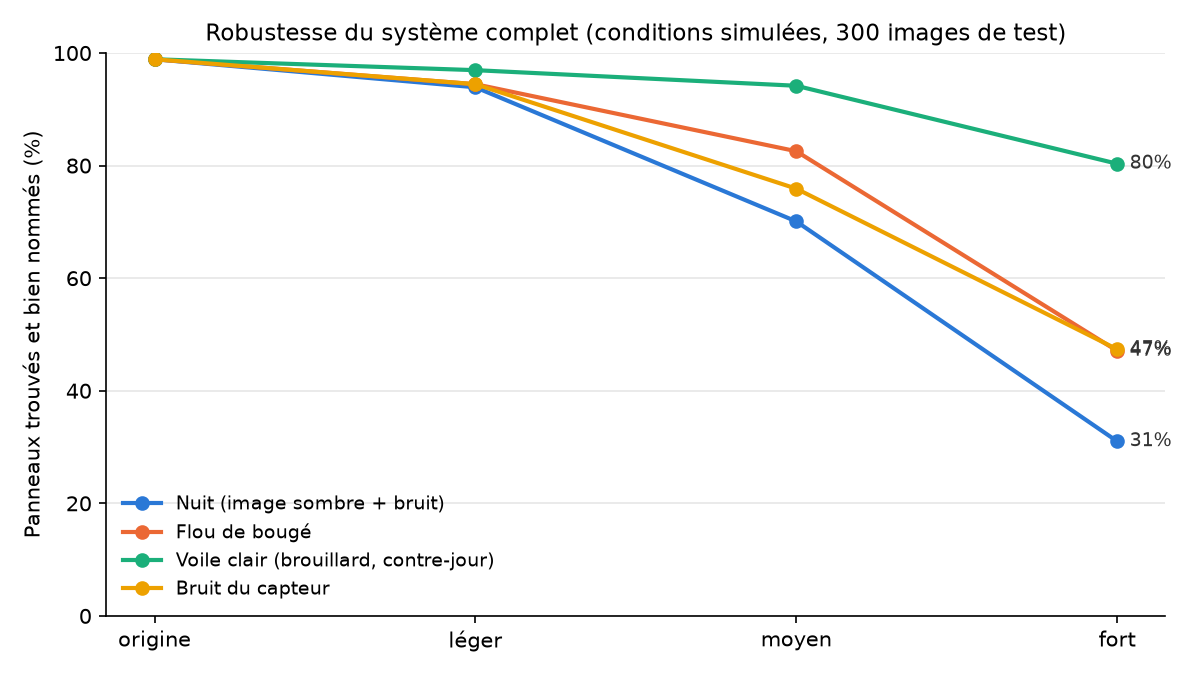 Robustesse du système complet (conditions simulées, 300 images de test)
Panneaux trouvés et bien nommés (%)
100
80
60
40
20
0
80%
47%
47%
31%
Nuit (image sombre + bruit)
Flou de bougé
Voile clair (brouillard, contre-jour)
Bruit du capteur
origine
léger
moyen
fort